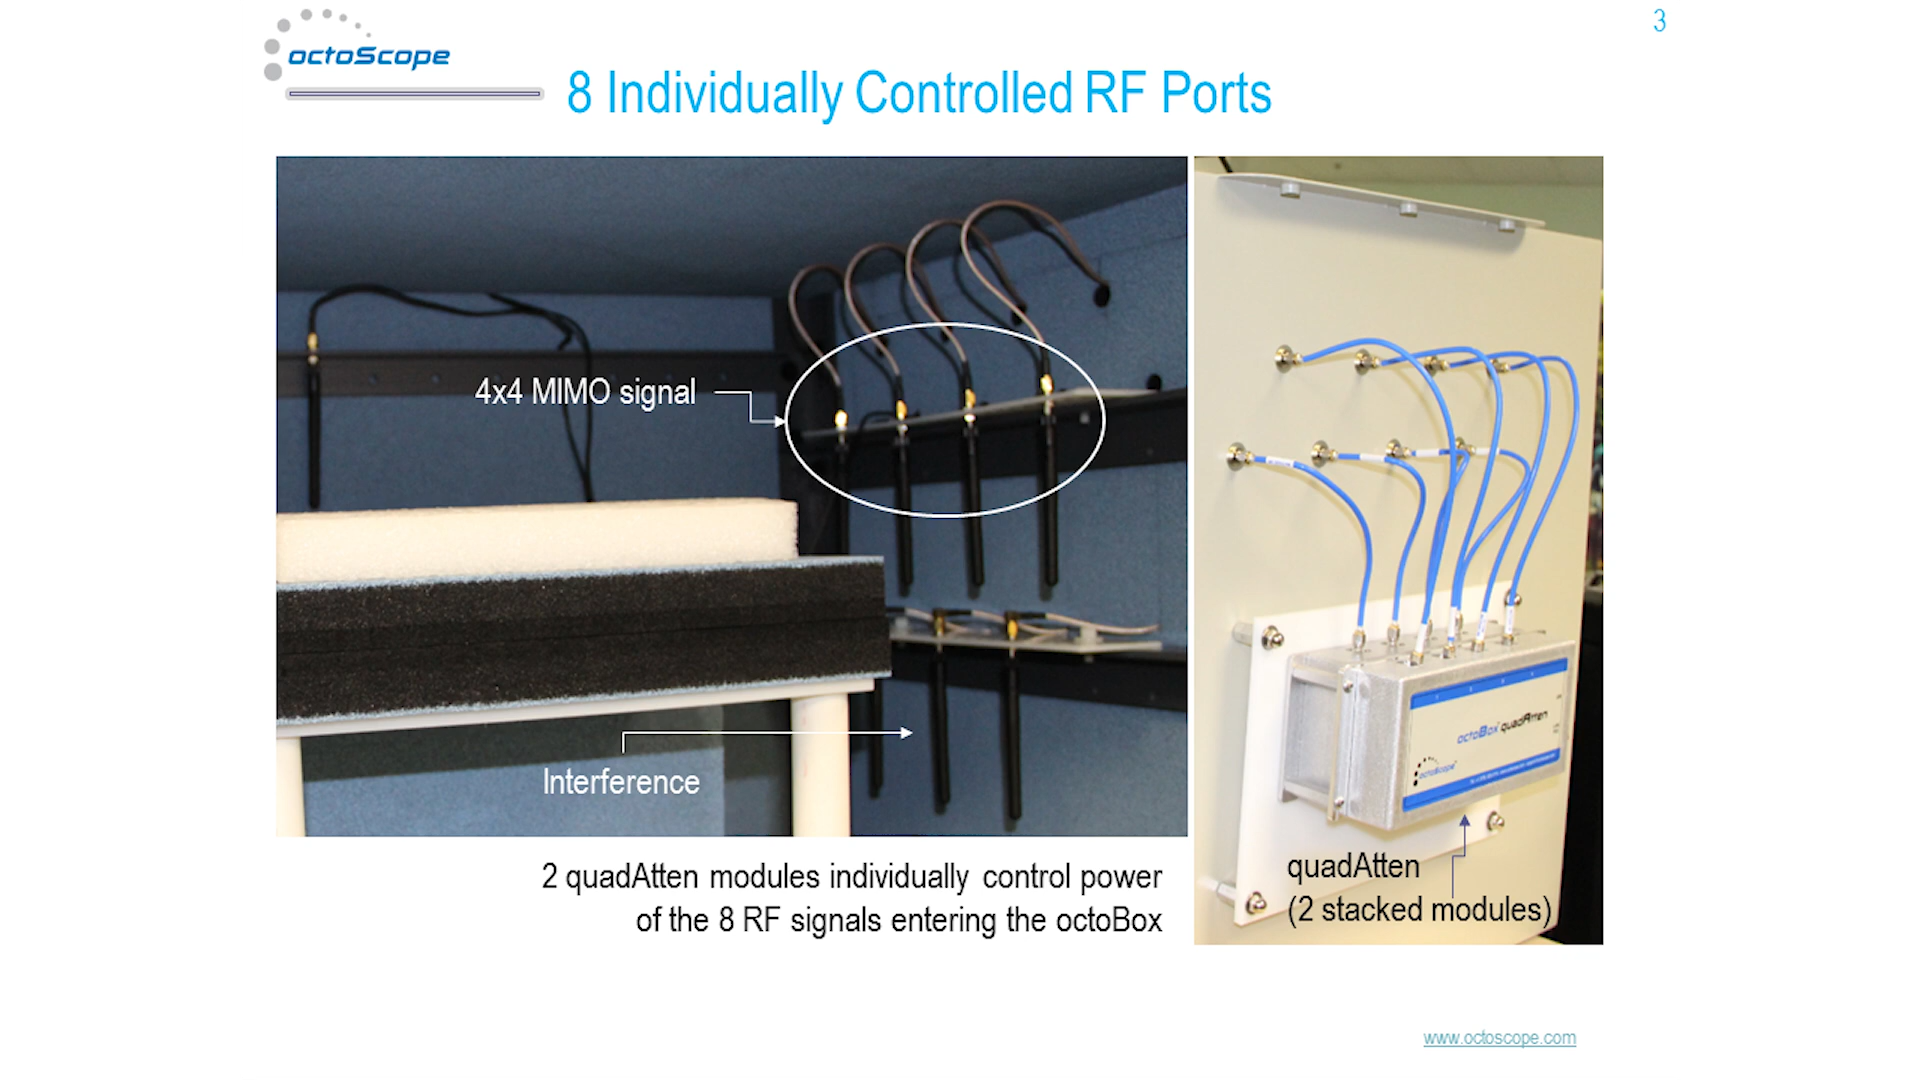 octoScope
3
8 Individually Controlled RF Ports
4x4 MIMO signal
Interference
octoBox quadAtten
octoScope
quadAtten
(2 stacked modules)
2 quadAtten modules individually control power
of the 8 RF signals entering the octoBox
www.octoscope.com